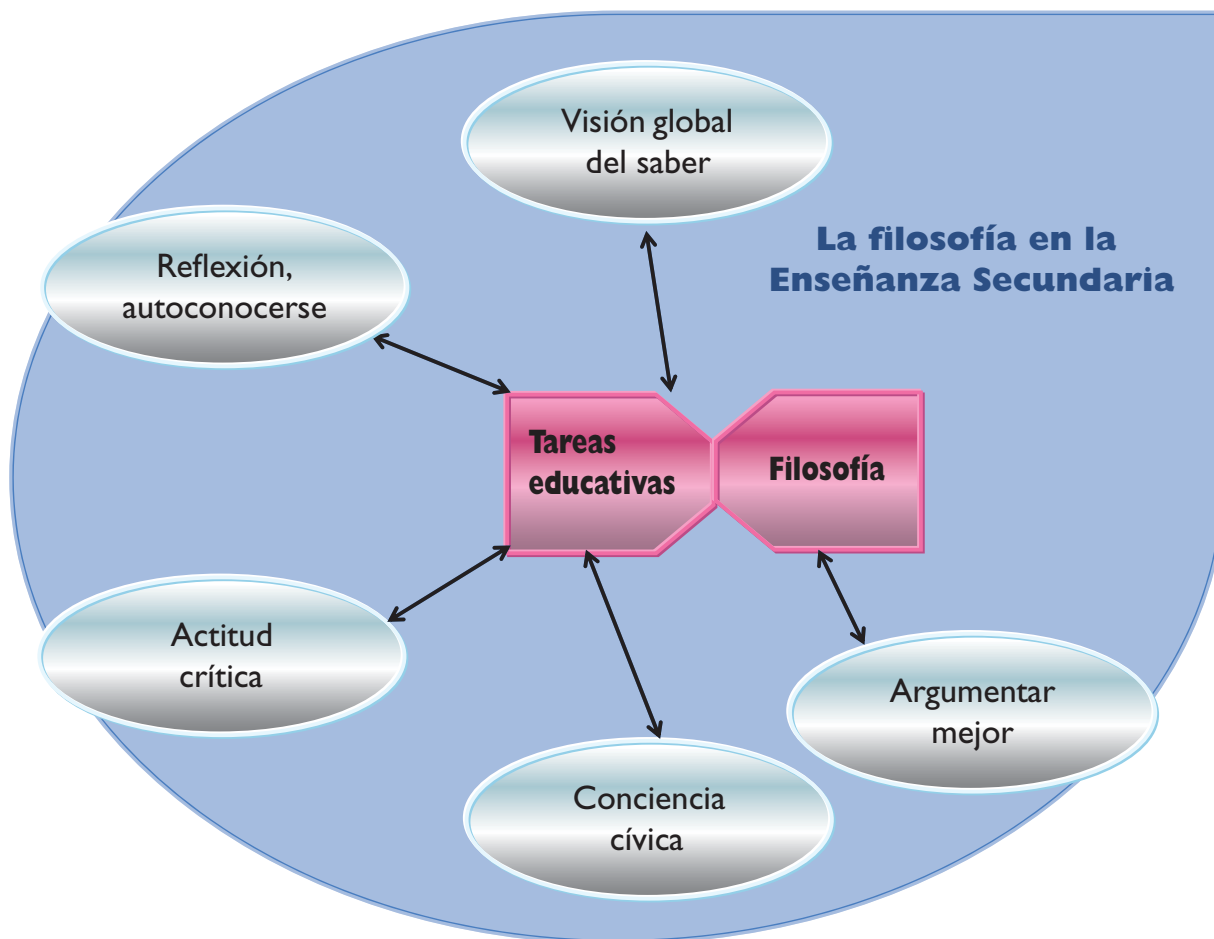 Visión global
del saber
La filosofía en la
Enseñanza Secundaria
Reflexión,
autoconocerse
Tareas
educativas
Filosofía
Actitud
crítica
Argumentar
mejor
Conciencia
cívica